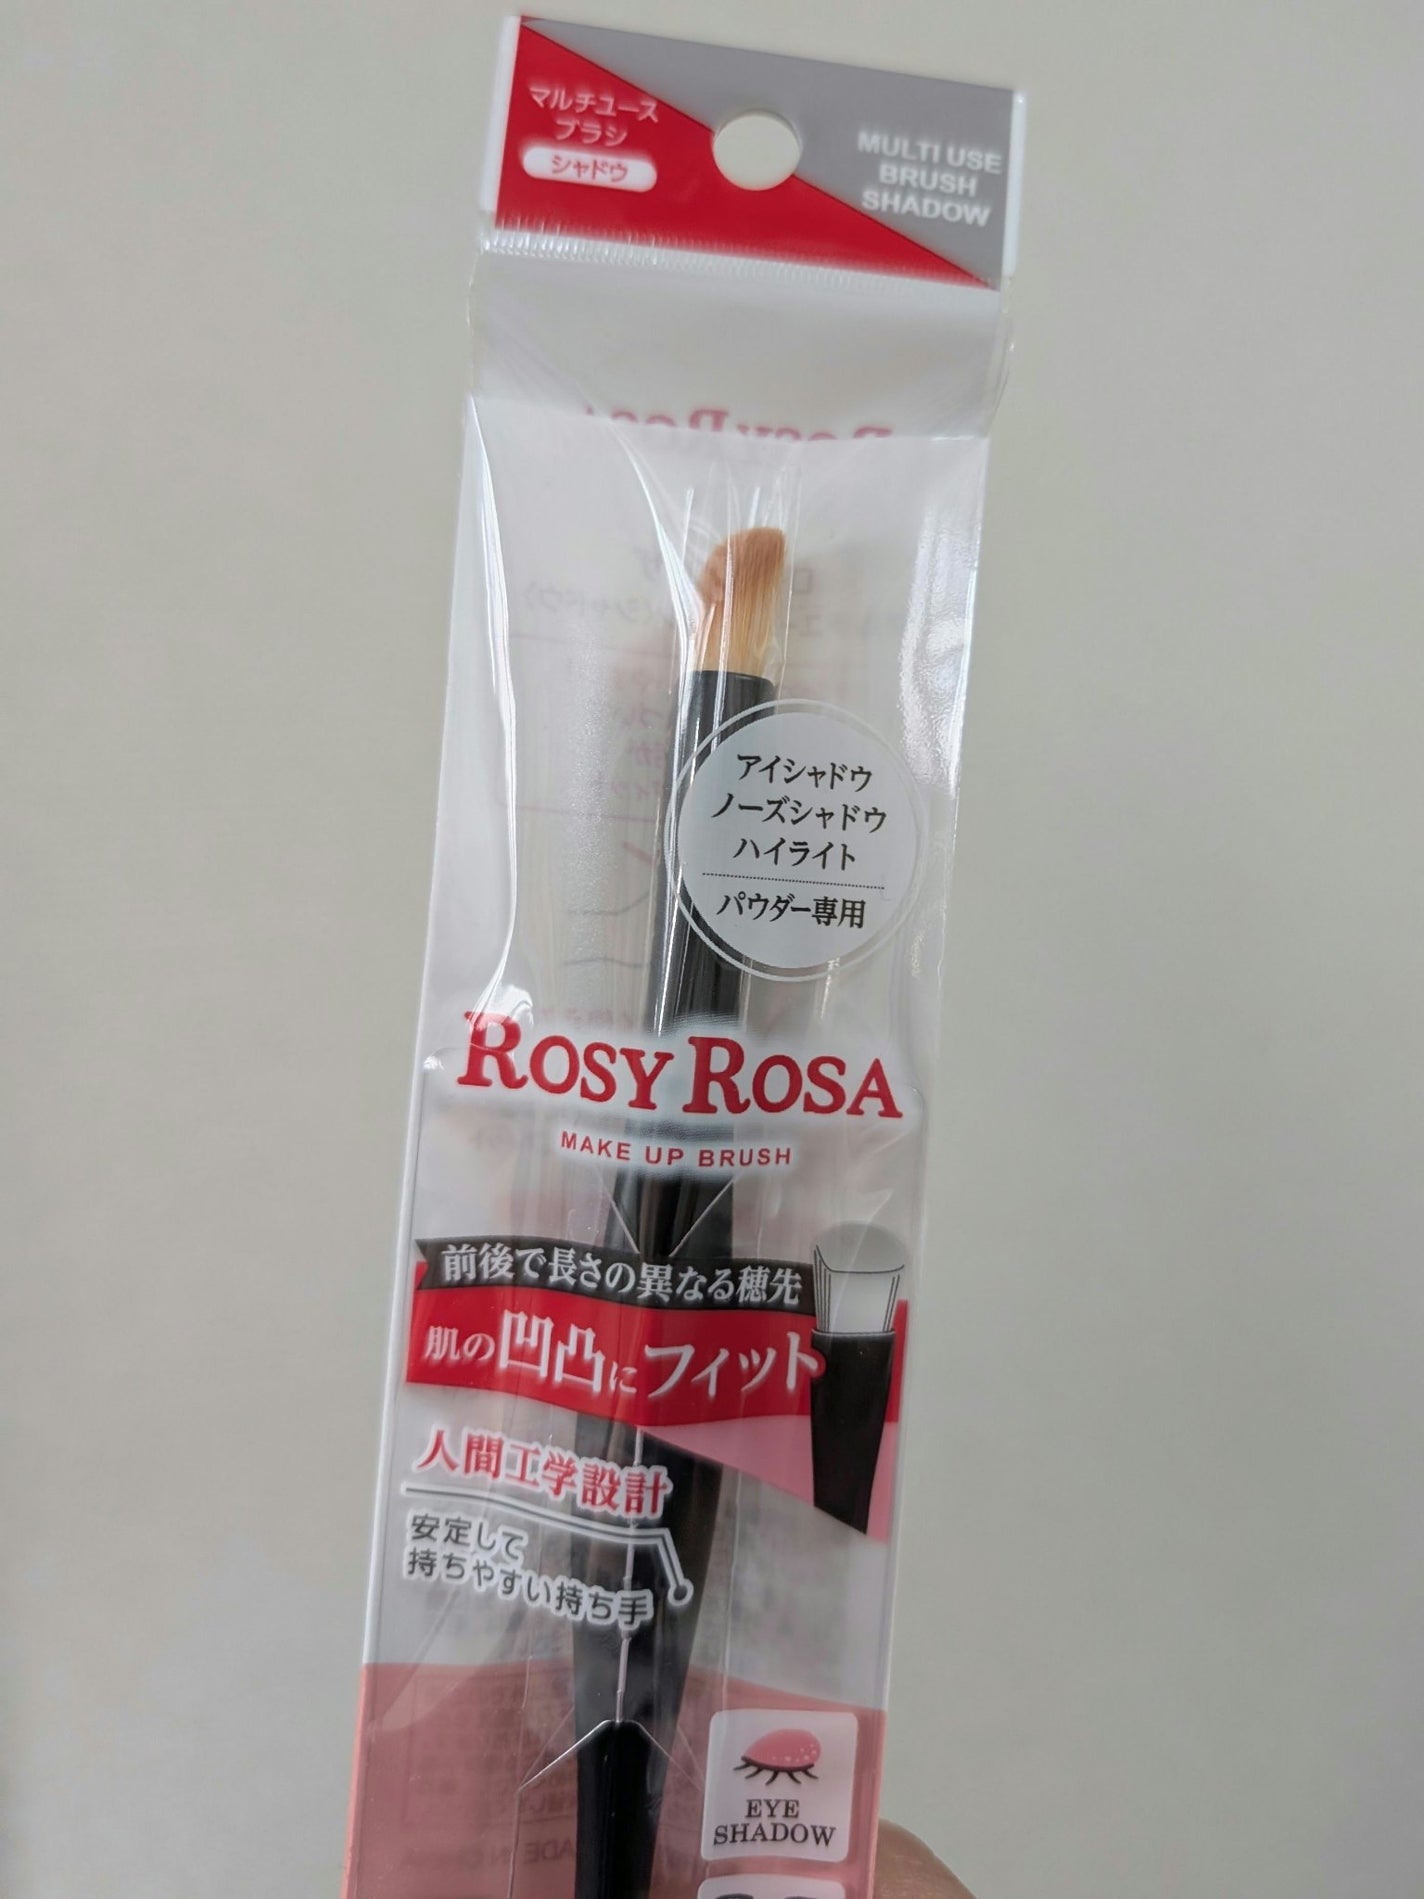 マルチユース
ブラシ
シャドウ
MULTI USE
BRUSH
SHADOW
アイシャドウ
ノーズシャドウ
ハイライト
パウダー専用
ROSY ROSA
MAKE UP BRUSH
前後で長さの異なる穂先
肌の凹凸にフィット
人間工学設計
安定して
持ちやすい持ち手
EYE
SHADOW